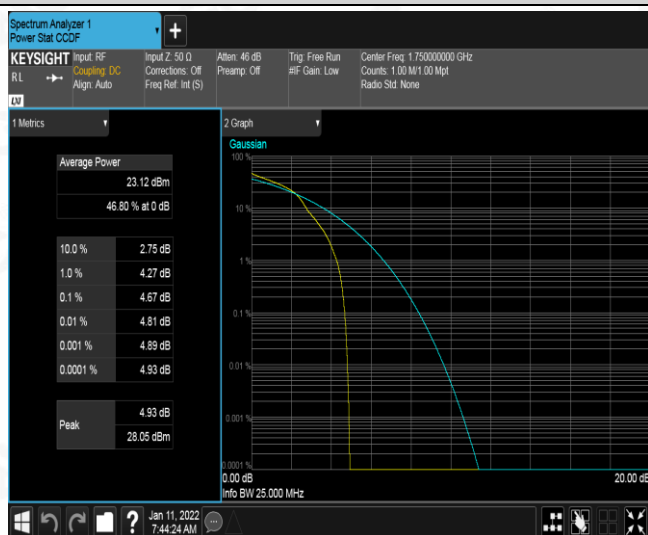 Spectrum Analyzer 1
Power Stat CCDF
+
KEYSIGHT
RL
LXI
Input: RF
Coupling: DC
Align: Auto
Input Z: 50 Ω
Corrections: Off
Freq Ref: Int (S)
Atten: 46 dB
Preamp: Off
Trig: Free Run
#IF Gain: Low
Center Freq: 1.750000000 GHz
Counts: 1.00 M/1.00 Mpt
Radio Std: None
1 Metrics
Average Power
23.12 dBm
46.80 % at 0 dB
10.0 % 2.75 dB
1.0 % 4.27 dB
0.1 % 4.67 dB
0.01 % 4.81 dB
0.001 % 4.89 dB
0.0001 % 4.93 dB
Peak
4.93 dB
28.05 dBm
2 Graph
Gaussian
100 %
10 %
1 %
0.1 %
0.01 %
0.001 %
0.0001 %
0.00 dB 20.00 dB
Info BW 25.000 MHz
?
Jan 11, 2022
7:44:24 AM